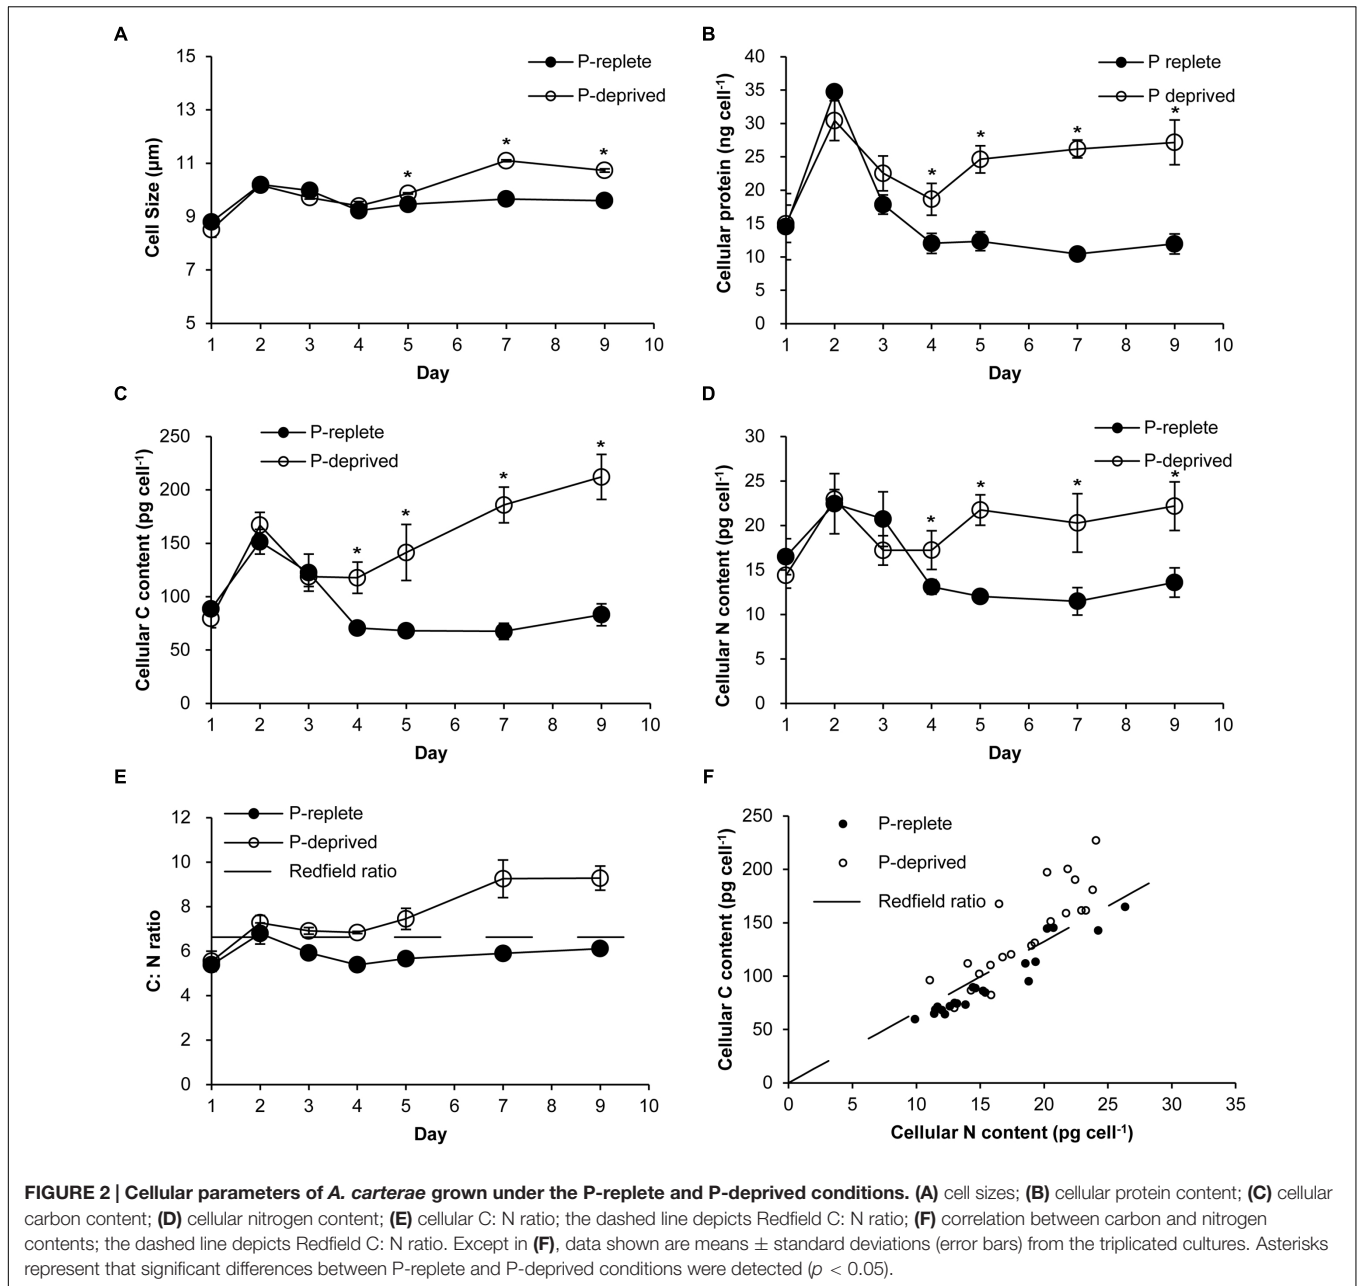 A
15
13
11
9
7
5
Cell Size (µm)
P-replete
P-deprived
* * *
1 2 3 4 5 6 7 8 9 10
Day
B
40
35
30
25
20
15
10
5
0
Cellular protein (ng cell-1)
P replete
P deprived
* * * *
1 2 3 4 5 6 7 8 9 10
Day
C
250
200
150
100
50
0
Cellular C content (pg cell-1)
P-replete
P-deprived
* * * *
1 2 3 4 5 6 7 8 9 10
Day
D
30
25
20
15
10
5
0
Cellular N content (pg cell-1)
P-replete
P-deprived
* * * *
1 2 3 4 5 6 7 8 9 10
Day
E
12
10
8
6
4
2
0
C: N ratio
P-replete
P-deprived
Redfield ratio
1 2 3 4 5 6 7 8 9 10
Day
F
250
200
150
100
50
0
Cellular C content (pg cell-1)
P-replete
P-deprived
Redfield ratio
0 5 10 15 20 25 30 35
Cellular N content (pg cell-1)
FIGURE 2 | Cellular parameters of A. carterae grown under the P-replete and P-deprived conditions. (A) cell sizes; (B) cellular protein content; (C) cellular
carbon content; (D) cellular nitrogen content; (E) cellular C: N ratio; the dashed line depicts Redfield C: N ratio; (F) correlation between carbon and nitrogen
contents; the dashed line depicts Redfield C: N ratio. Except in (F), data shown are means ± standard deviations (error bars) from the triplicated cultures. Asterisks
represent that significant differences between P-replete and P-deprived conditions were detected (p < 0.05).